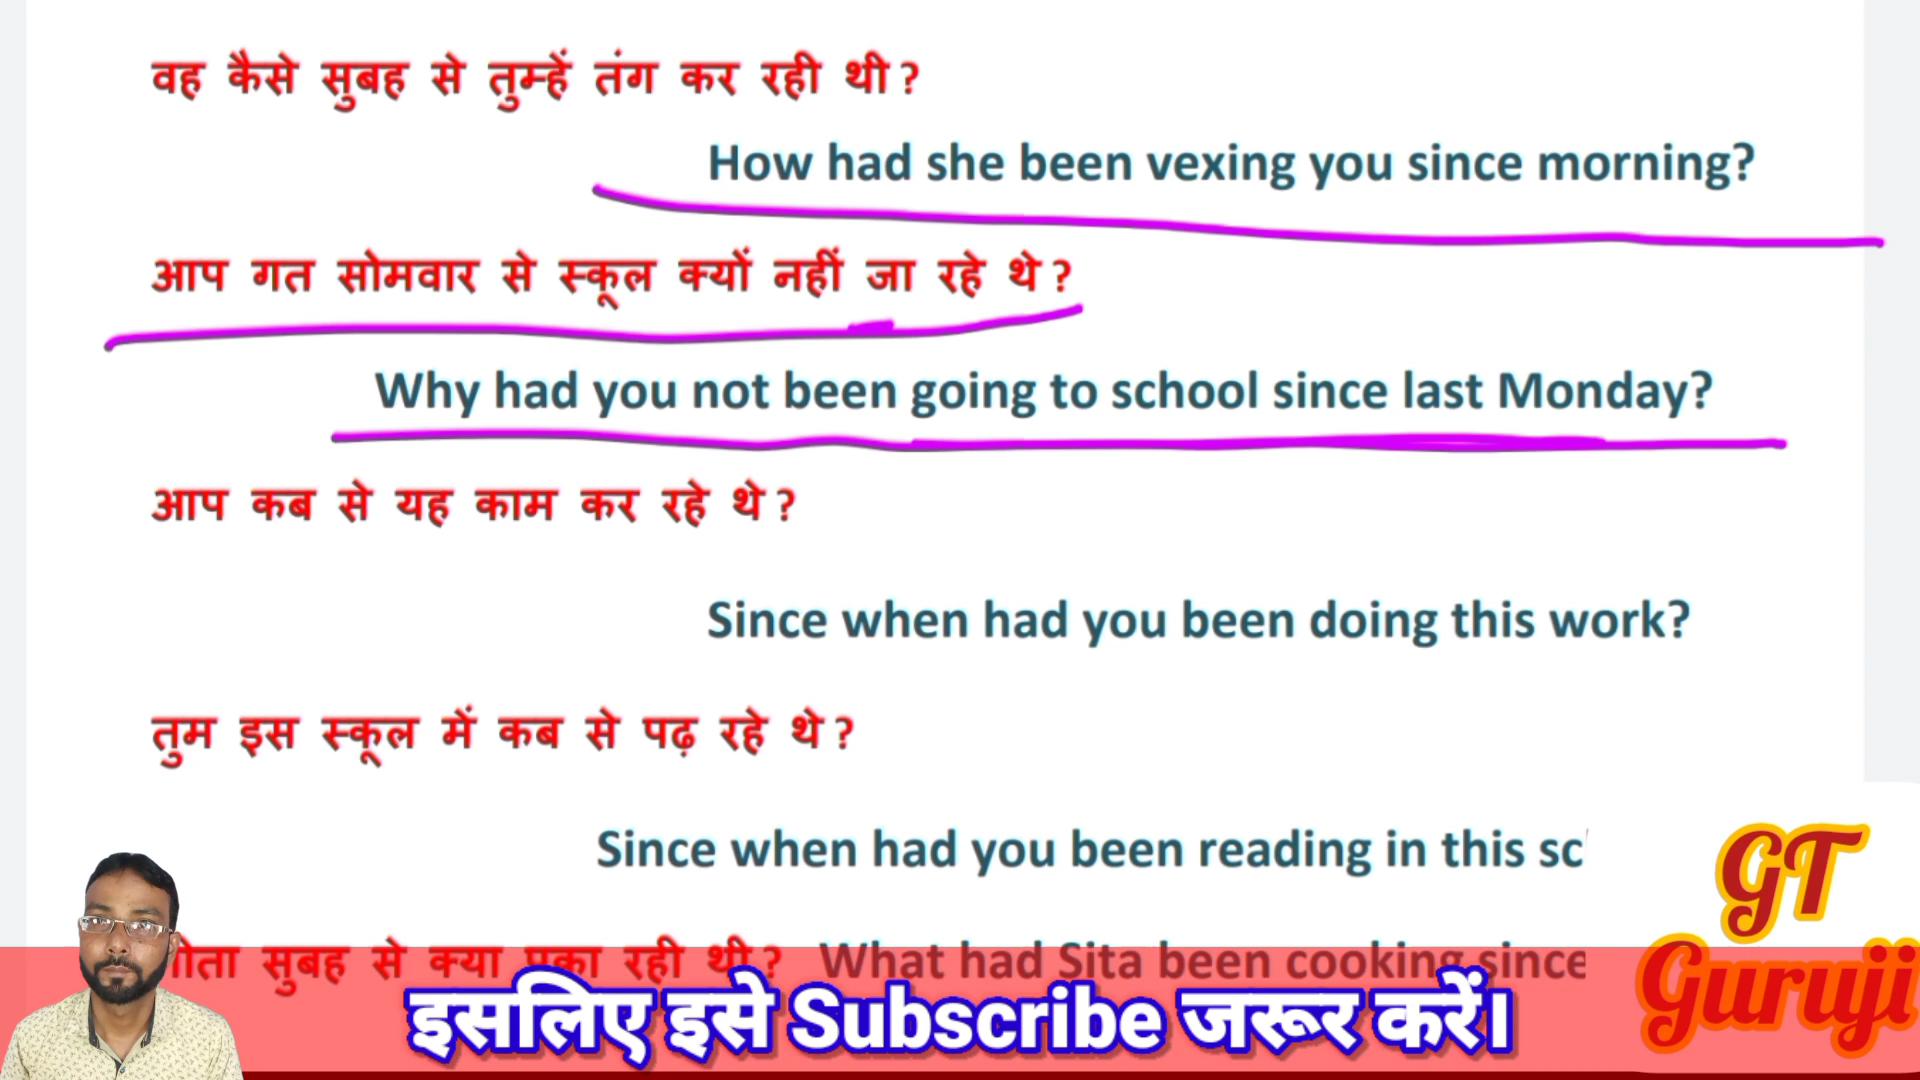 वह कैसे सुबह से तुम्हें तंग कर रही थी ?
How had she been vexing you since morning?
आप गत सोमवार से स्कूल क्यों नहीं जा रहे थे ?
Why had you not been going to school since last Monday?
आप कब से यह काम कर रहे थे ?
Since when had you been doing this work?
तुम इस स्कूल में कब से पढ़ रहे थे ?
Since when had you been reading in this
सुबह से क्या पका रही थी ? What had Sita been cooking since
इसलिए इसे Subscribe जरूर करें।
GT
Guruji